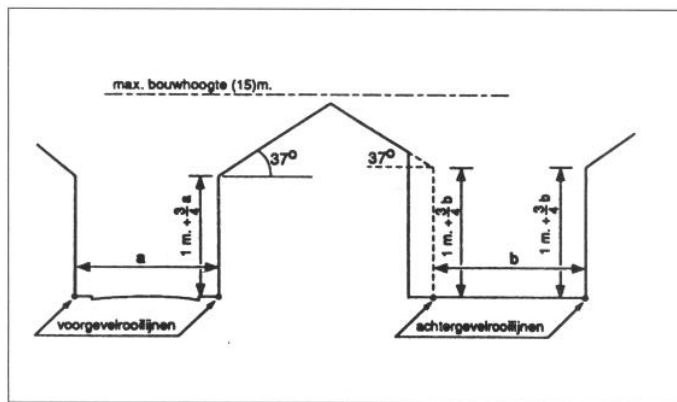 max. bouwhoogte (15)m.
37°
37°
1 m. + 3/4 a
1 m. + 3/4 b
1 m. + 3/4 b
a
b
voorgevelrooilijnen
achtergevelrooilijnen